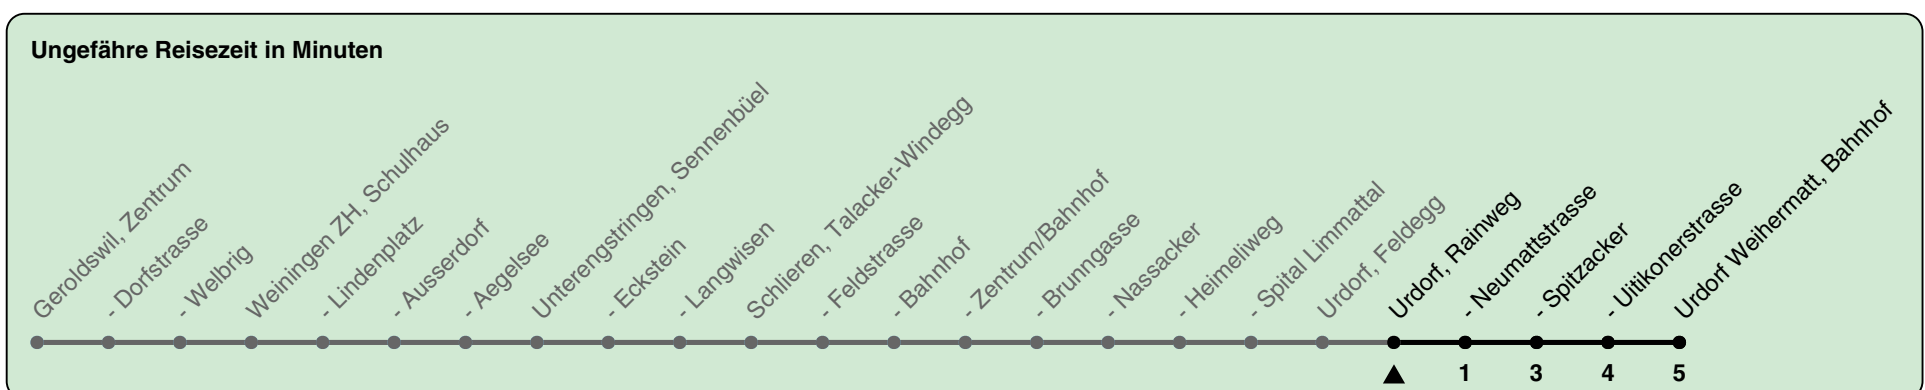 Ungefähre Reisezeit in Minuten
Geroldswil, Zentrum
- Dorfstrasse
- Welbrig
Weiningen ZH, Schulhaus
- Lindenplatz
- Ausserdorf
- Aegelsee
Unterengstringen, Sennenbüel
- Eckstein
- Langwisen
Schlieren, Talacker-Windegg
- Feldstrasse
- Bahnhof
- Zentrum/Bahnhof
- Brunngasse
- Nassacker
- Heimeliweg
- Spital Limmattal
Urdorf, Feldegg
Urdorf, Rainweg
- Neumattstrasse
- Spitzacker
- Uitikonerstrasse
Urdorf Weihermatt, Bahnhof
1 3 4 5